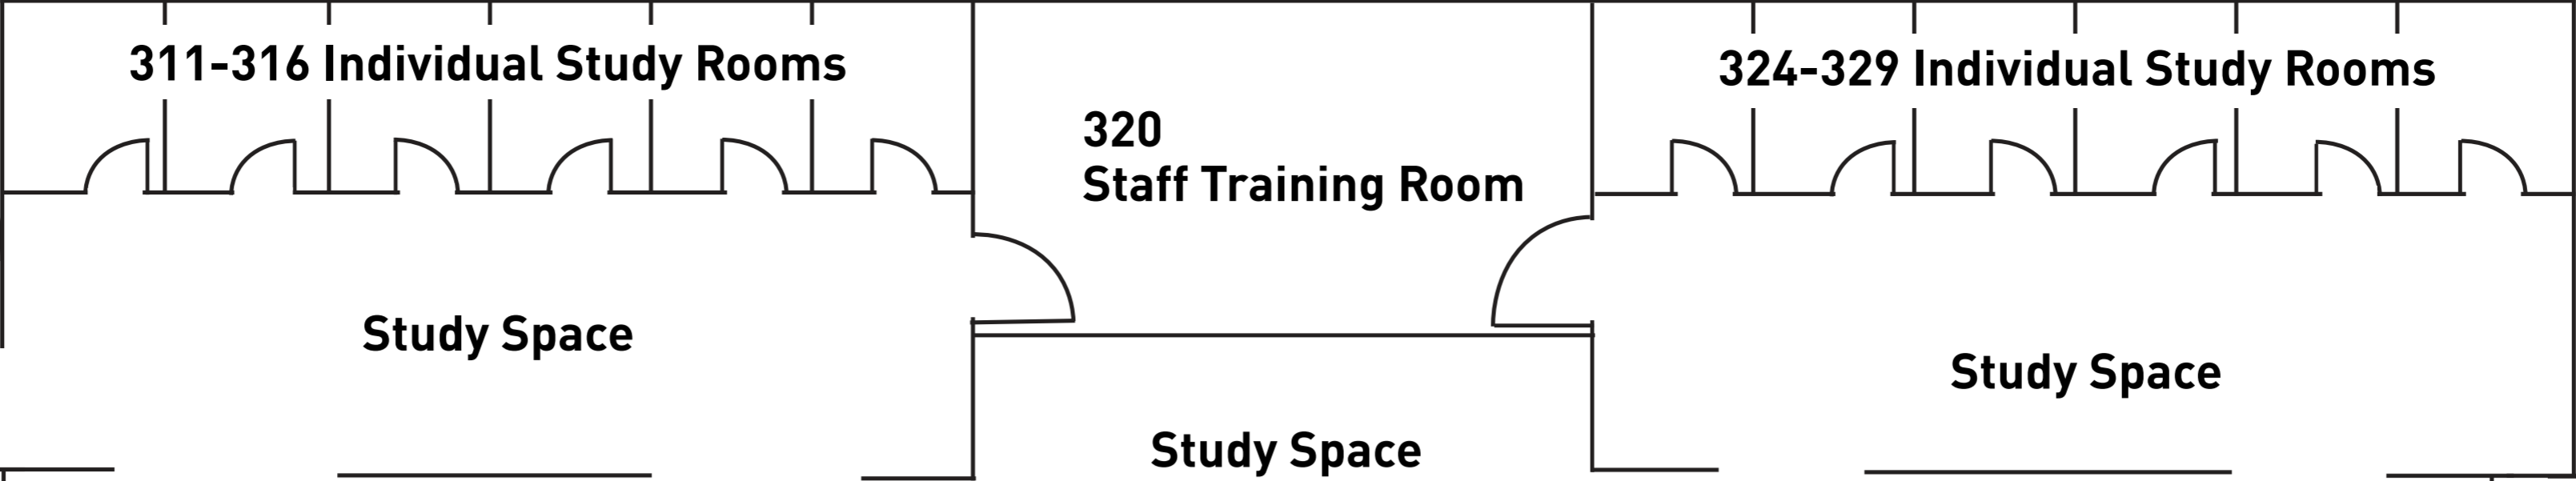 311-316 Individual Study Rooms
320
Staff Training Room
324-329 Individual Study Rooms
Study Space
Study Space
Study Space